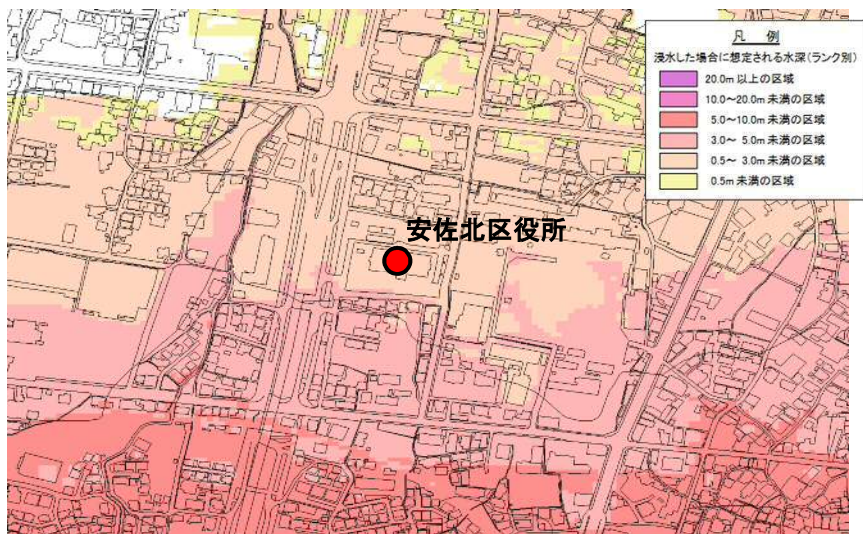 凡 例
浸水した場合に想定される水深(ランク別)
20.0m 以上の区域
10.0~20.0m 未満の区域
5.0~10.0m 未満の区域
3.0~ 5.0m 未満の区域
0.5~ 3.0m 未満の区域
0.5m 未満の区域
安佐北区役所